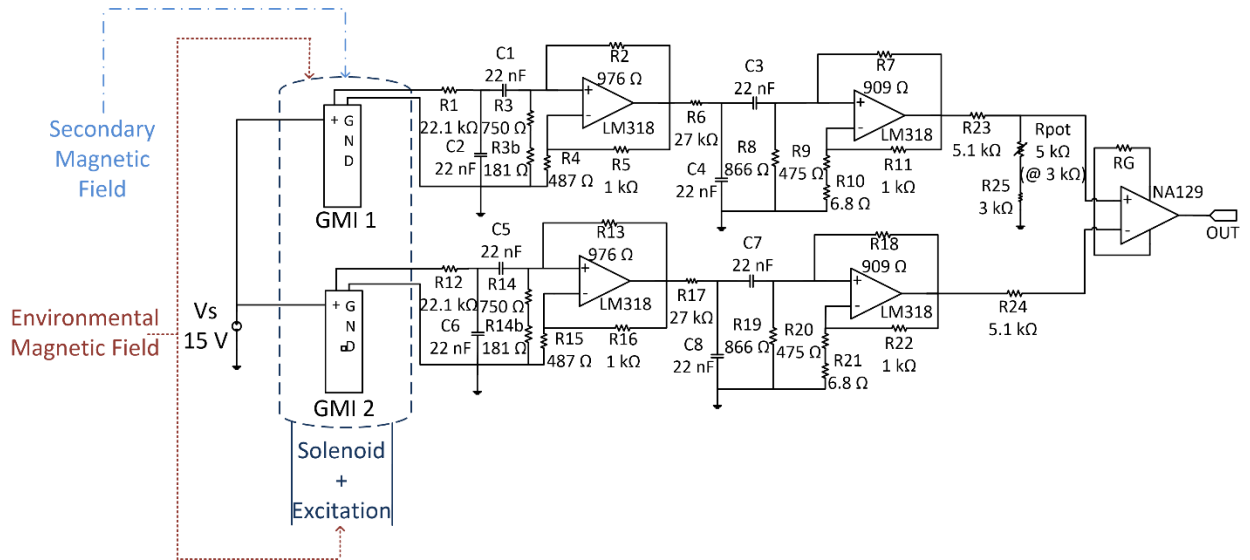 Secondary
Magnetic
Field
Environmental
Magnetic Field
Vs
15 V
+
G
N
D
GMI 1
+
G
N
D
GMI 2
Solenoid
+
Excitation
R1
22.1 kΩ
C1
22 nF
C2
22 nF
R3
750 Ω
R3b
181 Ω
R2
976 Ω
+
-
LM318
R4
487 Ω
R5
1 kΩ
R6
27 kΩ
C3
22 nF
C4
22 nF
R8
866 Ω
R7
909 Ω
+
-
LM318
R9
475 Ω
R10
6.8 Ω
R11
1 kΩ
R23
5.1 kΩ
Rpot
5 kΩ
(@ 3 kΩ)
R25
3 kΩ
R12
22.1 kΩ
C5
22 nF
C6
22 nF
R14
750 Ω
R14b
181 Ω
R13
976 Ω
+
-
LM318
R15
487 Ω
R16
1 kΩ
R17
27 kΩ
C7
22 nF
C8
22 nF
R19
866 Ω
R18
909 Ω
+
-
LM318
R20
475 Ω
R21
6.8 Ω
R22
1 kΩ
R24
5.1 kΩ
RG
NA129
+
-
OUT